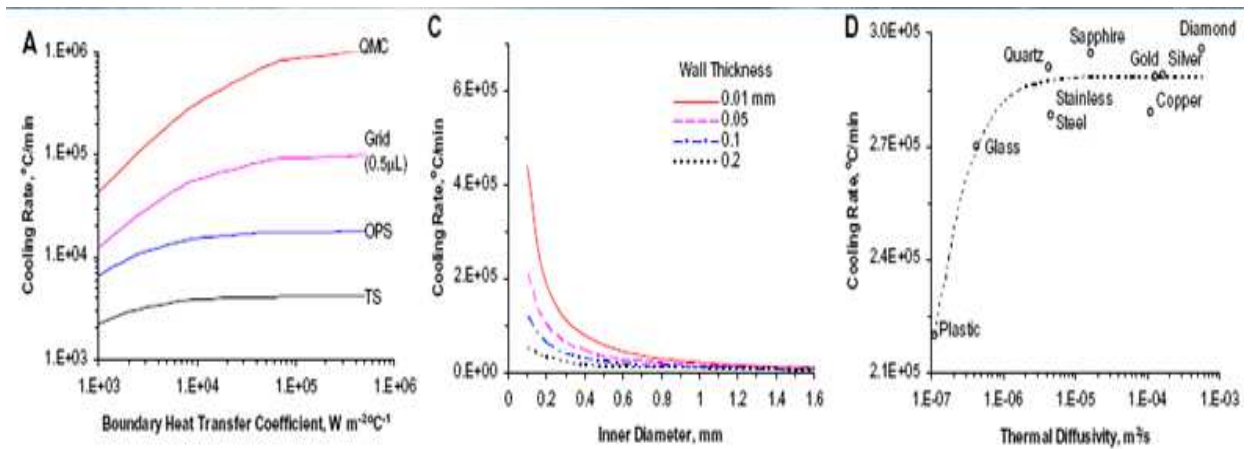 A
Cooling Rate, °C/min
1.E+06
1.E+05
1.E+04
1.E+03
QMC
Grid
(0.5μL)
OPS
TS
1.E+03
1.E+04
1.E+05
1.E+06
Boundary Heat Transfer Coefficient, W m⁻²⁰C⁻¹
C
Cooling Rate, °C/min
6.E+05
4.E+05
2.E+05
0.E+00
Wall Thickness
0.01 mm
0.05
0.1
0.2
0
0.2
0.4
0.6
0.8
1
1.2
1.4
1.6
Inner Diameter, mm
D
Cooling Rate, °C/min
3.0E+05
2.7E+05
2.4E+05
2.1E+05
Diamond
Sapphire
Quartz
Gold
Silver
Stainless
Steel
Copper
Glass
Plastic
1.E-07
1.E-06
1.E-05
1.E-04
1.E-03
Thermal Diffusivity, m²/s